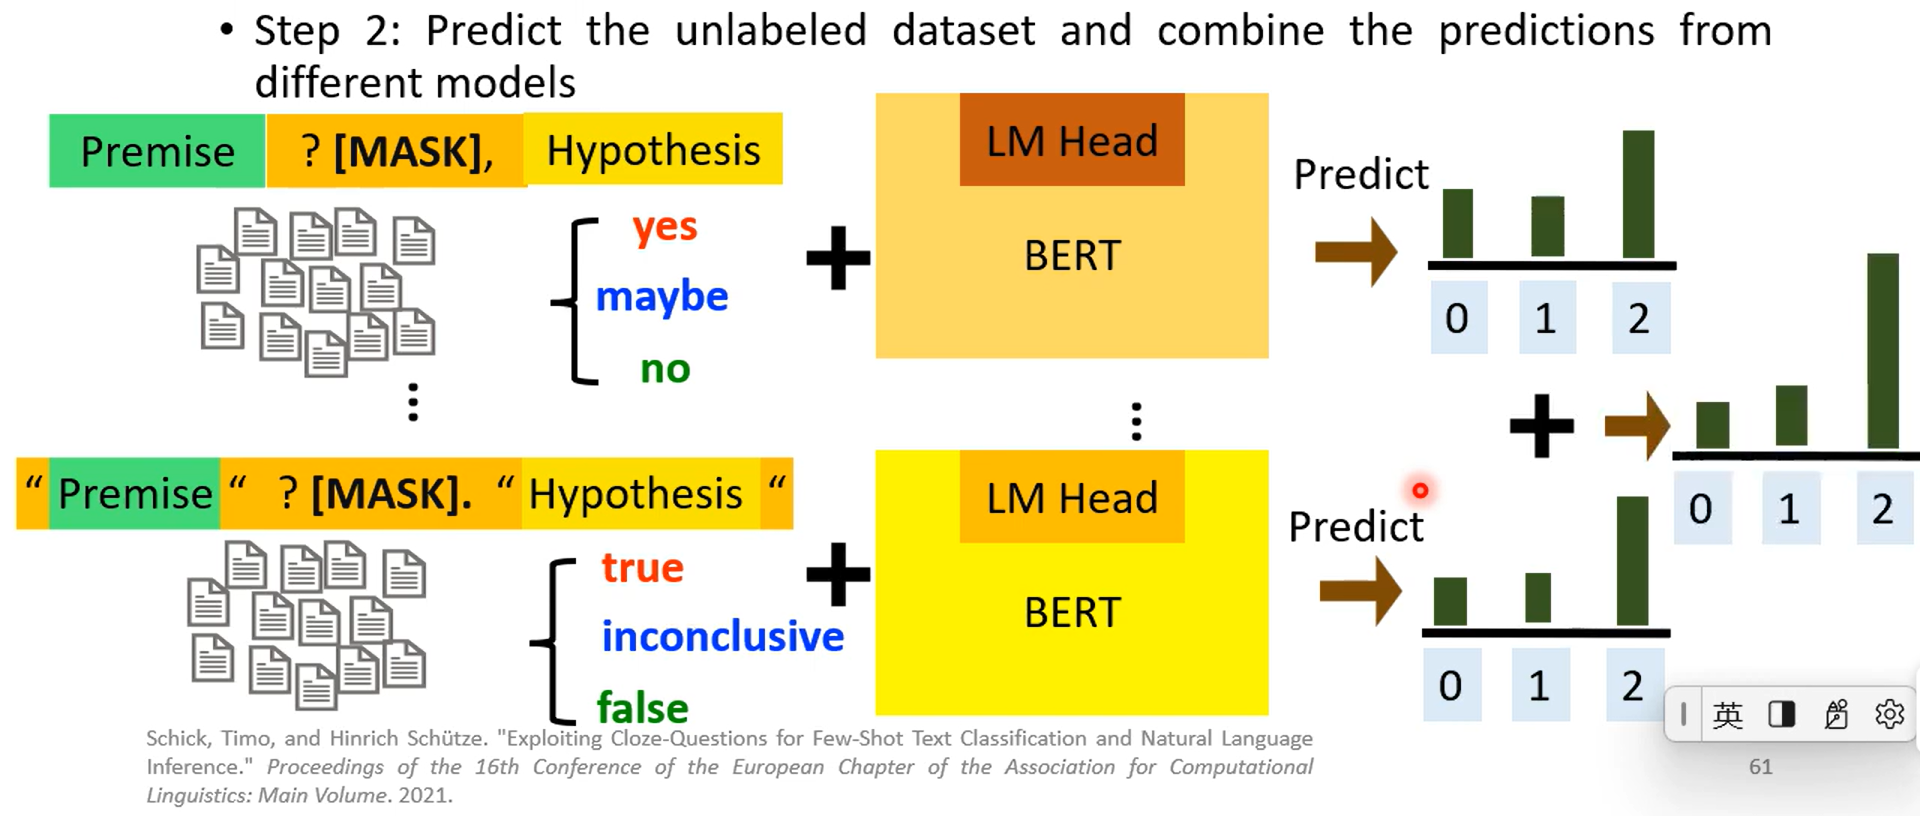 • Step 2: Predict the unlabeled dataset and combine the predictions from
different models
Premise ? [MASK], Hypothesis
LM Head
BERT
Predict
yes
maybe
no
0 1 2
“ Premise “ ? [MASK]. “ Hypothesis “
LM Head
BERT
Predict
true
inconclusive
false
0 1 2
0 1 2
英
Schick, Timo, and Hinrich Schütze. "Exploiting Cloze-Questions for Few-Shot Text Classification and Natural Language
Inference." Proceedings of the 16th Conference of the European Chapter of the Association for Computational
Linguistics: Main Volume. 2021.
61